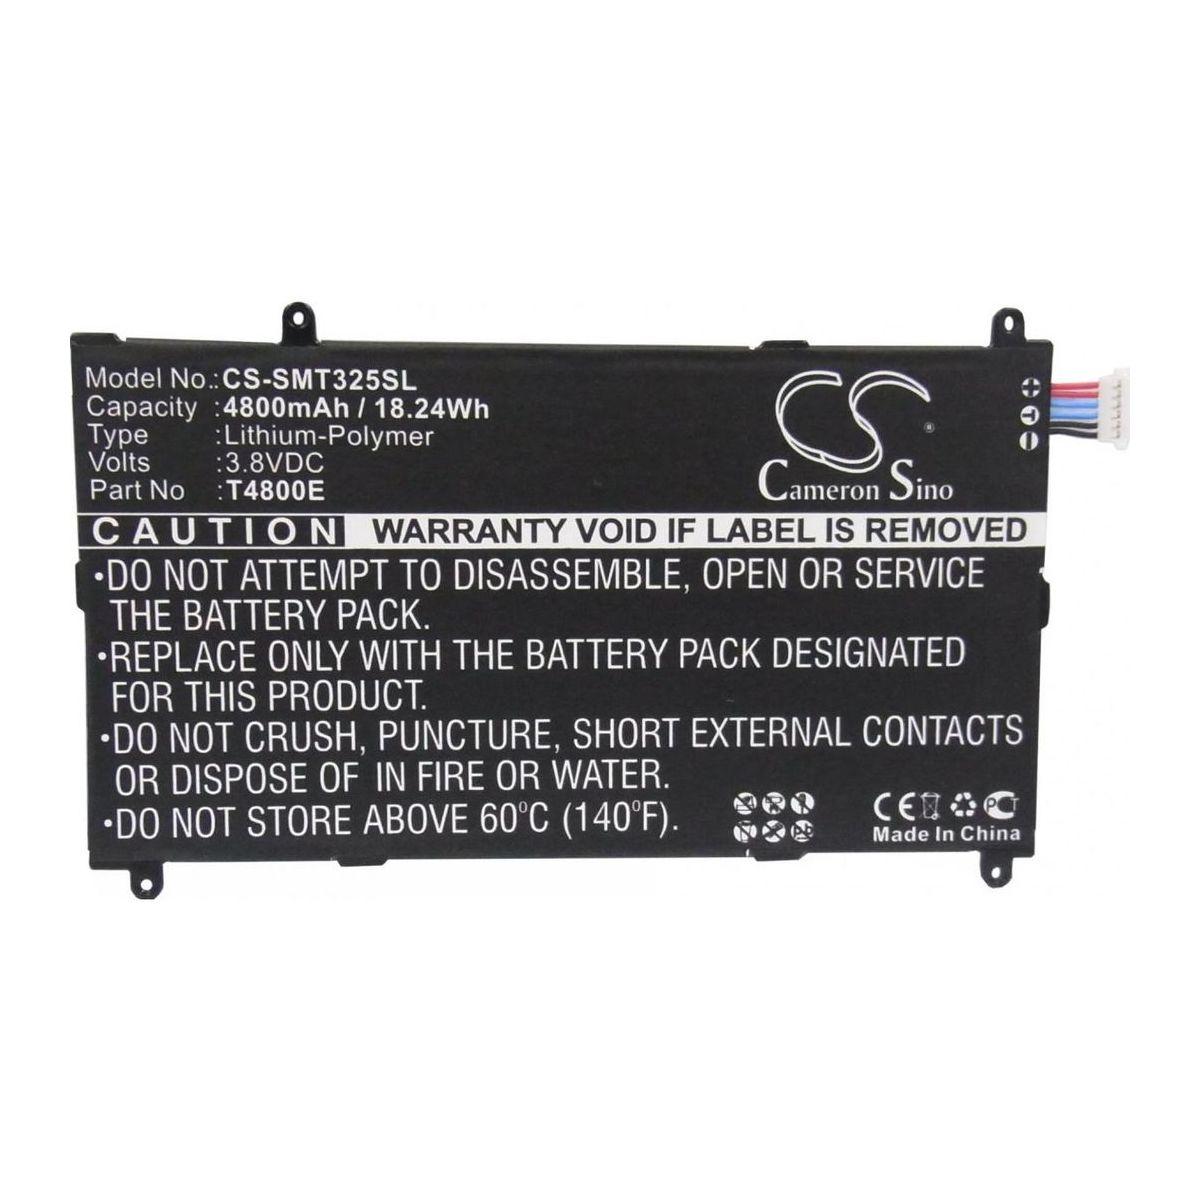 Model No.: CS-SMT325SL
Capacity : 4800mAh / 18.24Wh
Type : Lithium-Polymer
Volts : 3.8VDC
Part No : T4800E
CS ®
Cameron Sino
+
T
-
CAUTION WARRANTY VOID IF LABEL IS REMOVED
•DO NOT ATTEMPT TO DISASSEMBLE, OPEN OR SERVICE
THE BATTERY PACK.
•REPLACE ONLY WITH THE BATTERY PACK DESIGNATED
FOR THIS PRODUCT.
•DO NOT CRUSH, PUNCTURE, SHORT EXTERNAL CONTACTS
OR DISPOSE OF IN FIRE OR WATER.
•DO NOT STORE ABOVE 60°C (140°F).
CE PCT
Made In China